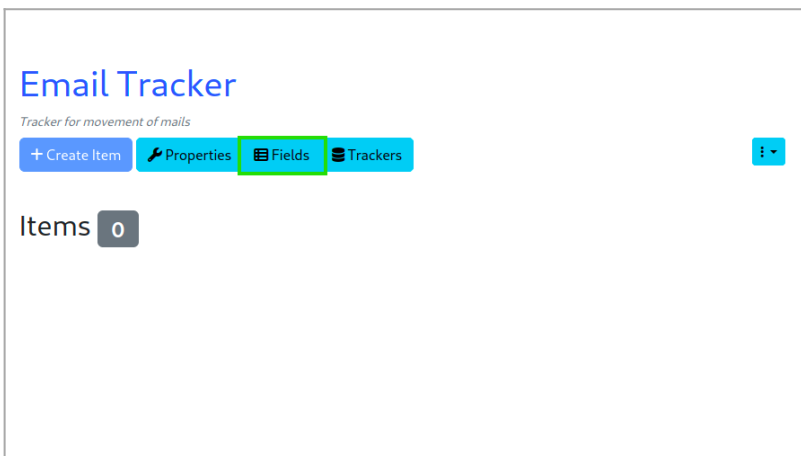 Email Tracker
Tracker for movement of mails
+ Create Item Properties Fields Trackers
Items 0